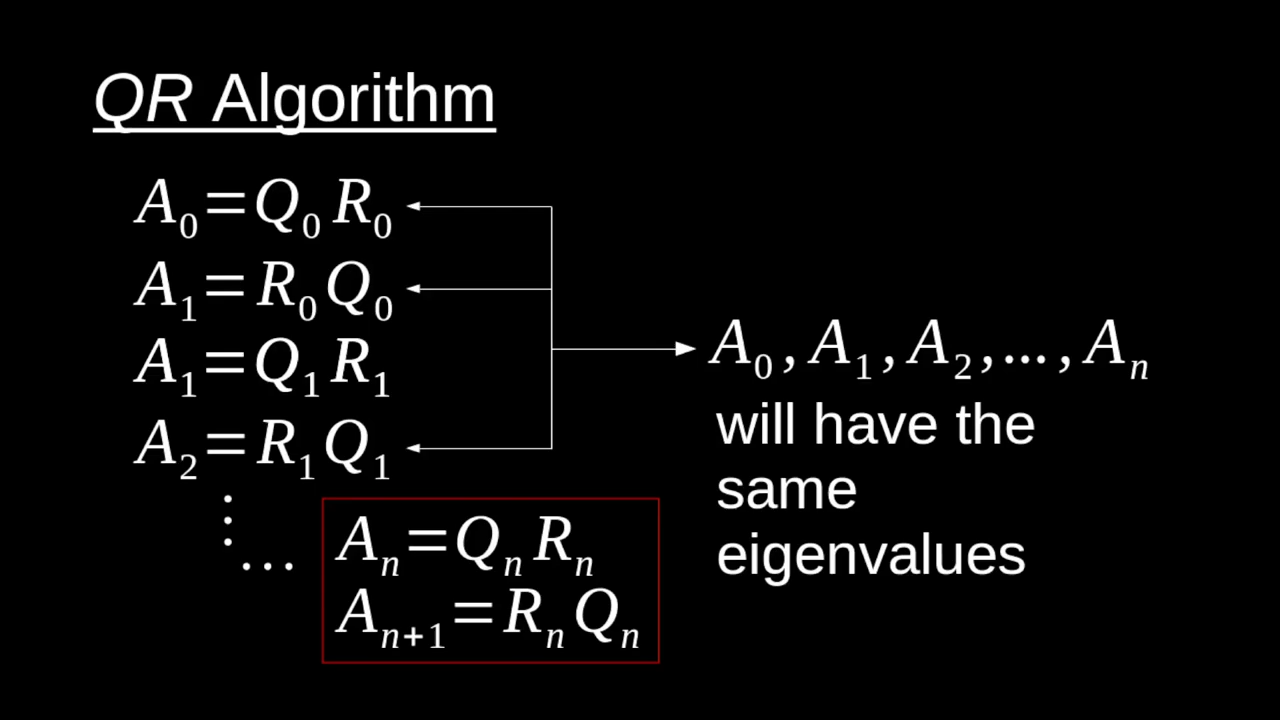 QR Algorithm
A₀=Q₀R₀
A₁=R₀Q₀
A₁=Q₁R₁
A₂=R₁Q₁
⋮
...
Aₙ=QₙRₙ
Aₙ₊₁=RₙQₙ
A₀, A₁, A₂,..., Aₙ
will have the
same
eigenvalues